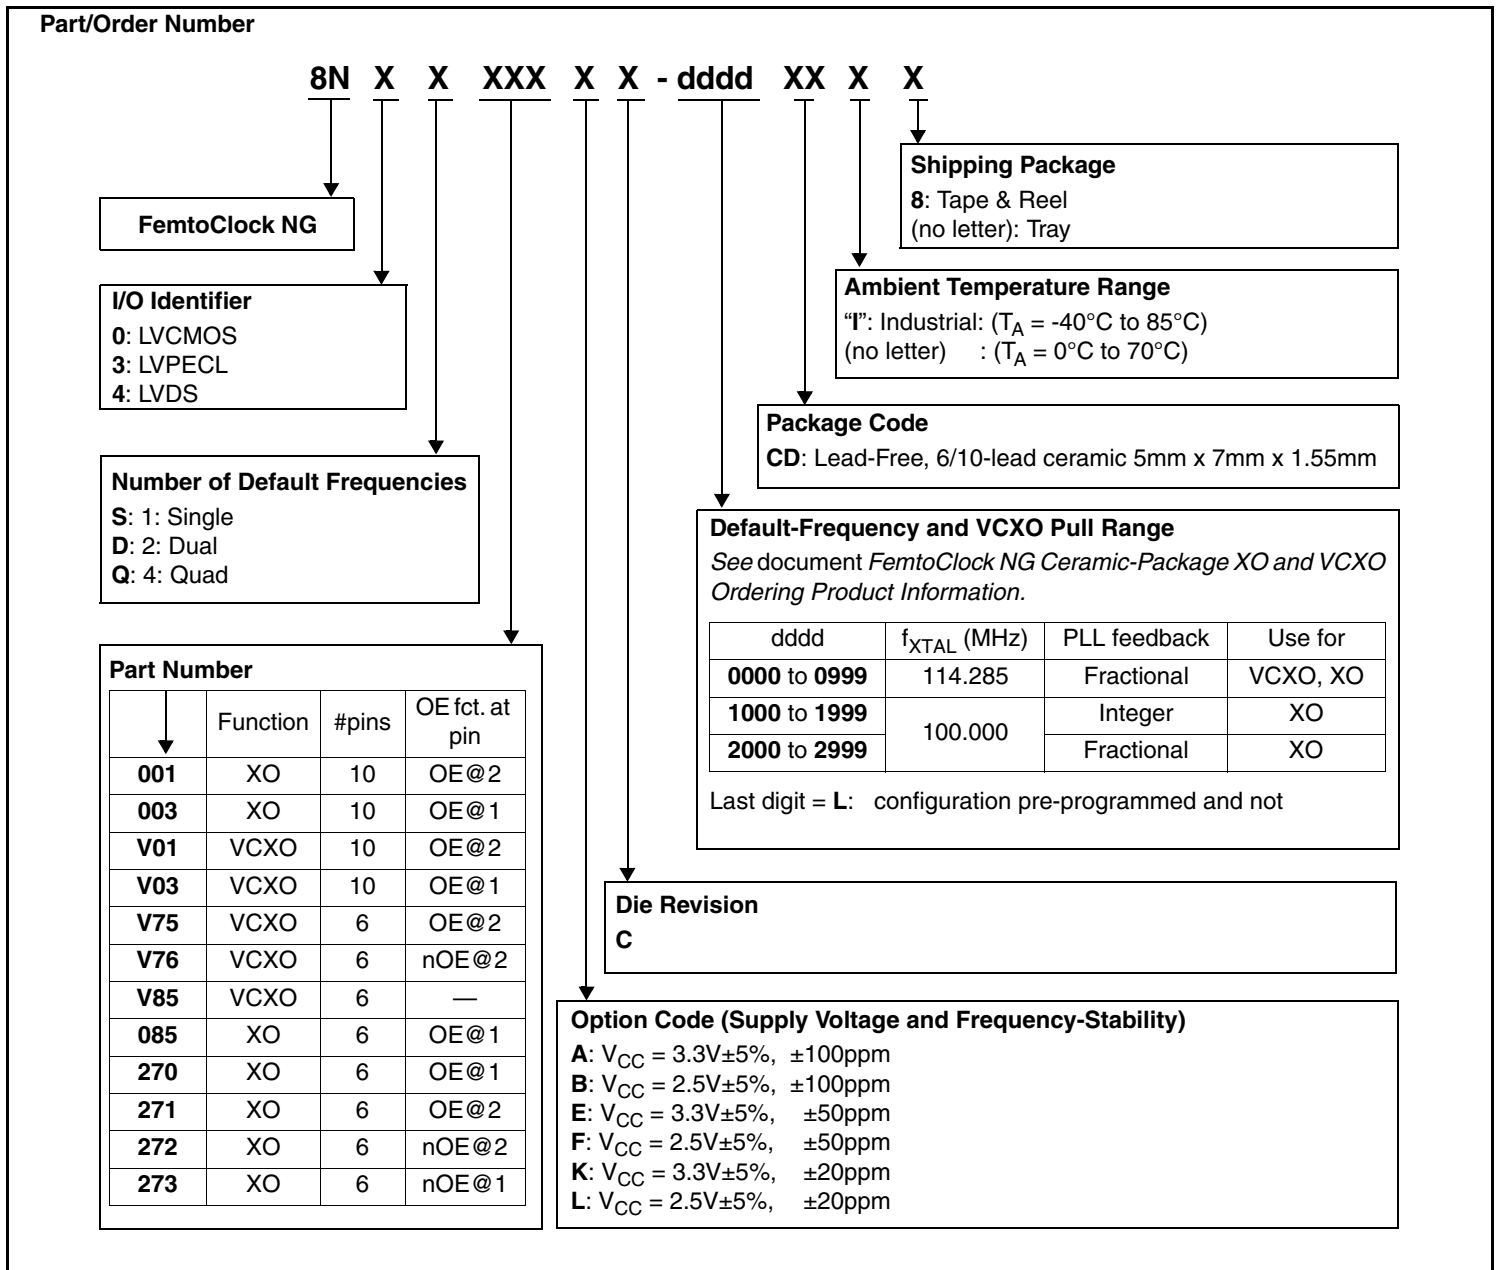 Part/Order Number
8N X X XXX X X - dddd XX X X
Shipping Package
8: Tape & Reel
(no letter): Tray
FemtoClock NG
Ambient Temperature Range
“I”: Industrial: (TA = -40°C to 85°C)
(no letter) : (TA = 0°C to 70°C)
I/O Identifier
0: LVCMOS
3: LVPECL
4: LVDS
Package Code
CD: Lead-Free, 6/10-lead ceramic 5mm x 7mm x 1.55mm
Number of Default Frequencies
S: 1: Single
D: 2: Dual
Q: 4: Quad
Default-Frequency and VCXO Pull Range
See document FemtoClock NG Ceramic-Package XO and VCXO
Ordering Product Information.
dddd fXTAL (MHz) PLL feedback Use for
0000 to 0999 114.285 Fractional VCXO, XO
1000 to 1999 100.000 Integer XO
2000 to 2999 Fractional XO
Last digit = L: configuration pre-programmed and not
Part Number
Function #pins OE fct. at
pin
001 XO 10 OE@2
003 XO 10 OE@1
V01 VCXO 10 OE@2
V03 VCXO 10 OE@1
V75 VCXO 6 OE@2
V76 VCXO 6 nOE@2
V85 VCXO 6 —
085 XO 6 OE@1
270 XO 6 OE@1
271 XO 6 OE@2
272 XO 6 nOE@2
273 XO 6 nOE@1
Die Revision
C
Option Code (Supply Voltage and Frequency-Stability)
A: VCC = 3.3V±5%, ±100ppm
B: VCC = 2.5V±5%, ±100ppm
E: VCC = 3.3V±5%, ±50ppm
F: VCC = 2.5V±5%, ±50ppm
K: VCC = 3.3V±5%, ±20ppm
L: VCC = 2.5V±5%, ±20ppm